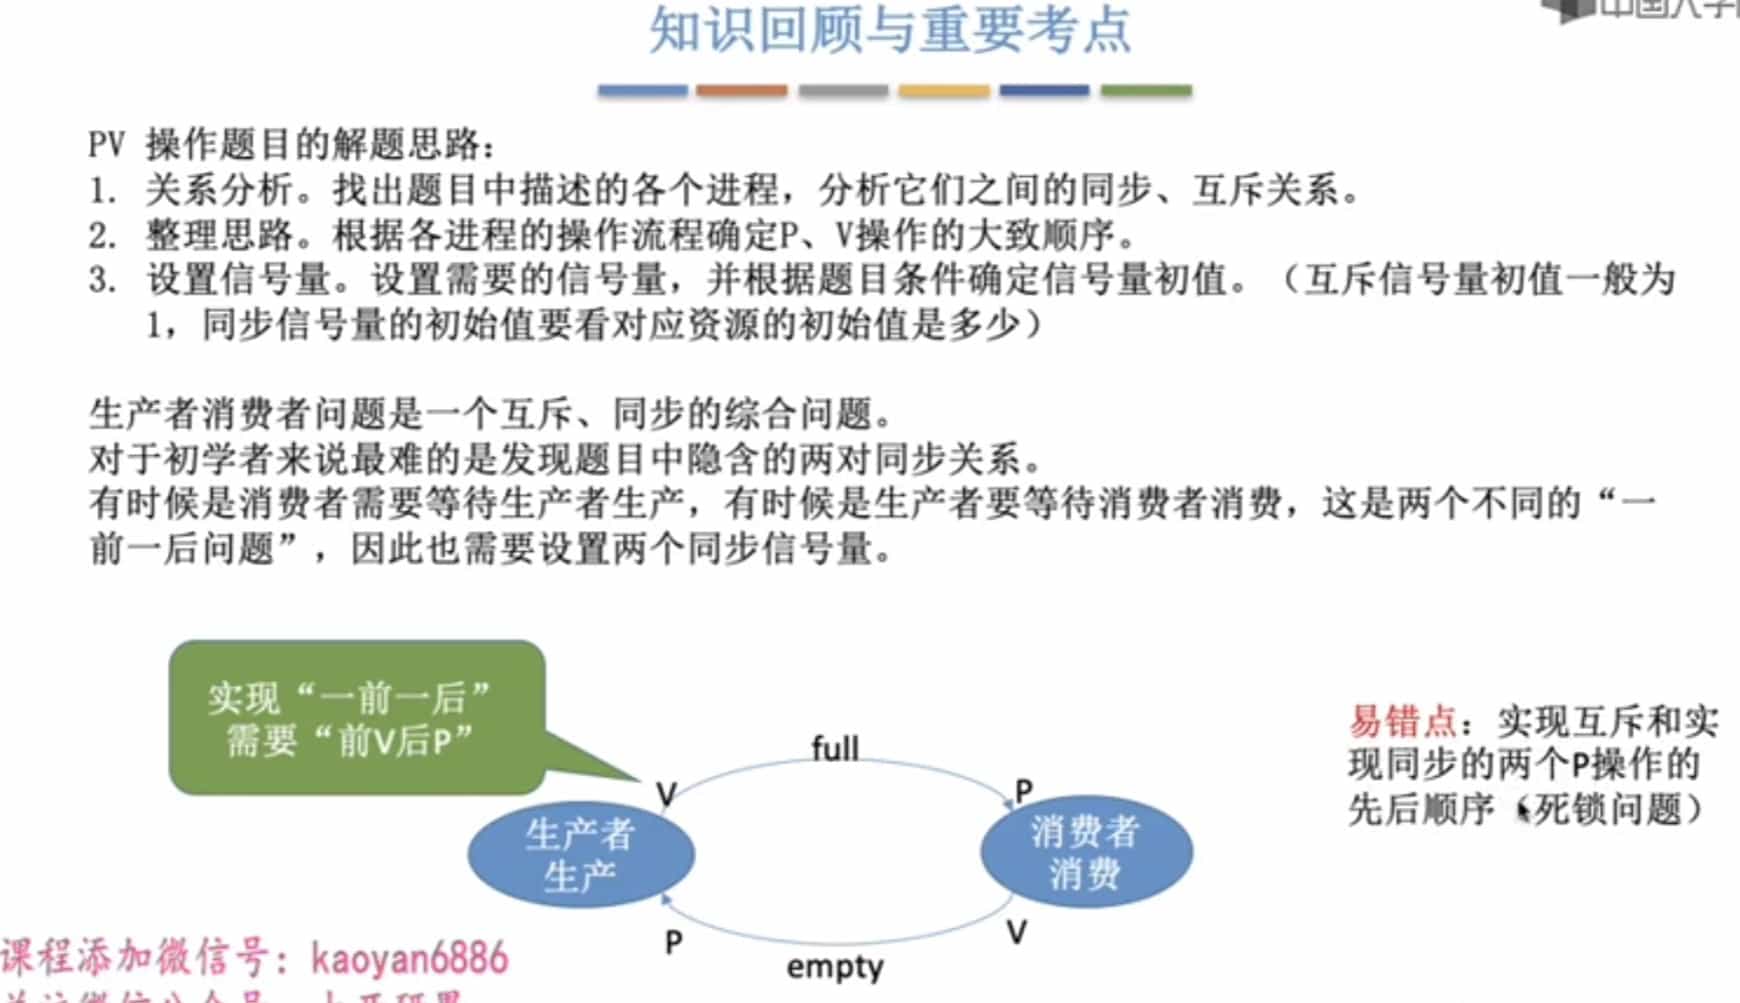 知识回顾与重要考点
PV 操作题目的解题思路：
1. 关系分析。找出题目中描述的各个进程，分析它们之间的同步、互斥关系。
2. 整理思路。根据各进程的操作流程确定P、V操作的大致顺序。
3. 设置信号量。设置需要的信号量，并根据题目条件确定信号量初值。（互斥信号量初值一般为
1，同步信号量的初始值要看对应资源的初始值是多少）
生产者消费者问题是一个互斥、同步的综合问题。
对于初学者来说最难的是发现题目中隐含的两对同步关系。
有时候是消费者需要等待生产者生产，有时候是生产者要等待消费者消费，这是两个不同的“一
前一后问题”，因此也需要设置两个同步信号量。
实现“一前一后”
需要“前V后P”
full
V
P
生产者
生产
消费者
消费
P
V
empty
易错点：实现互斥和实
现同步的两个P操作的
先后顺序（死锁问题）
课程添加微信号：kaoyan6886